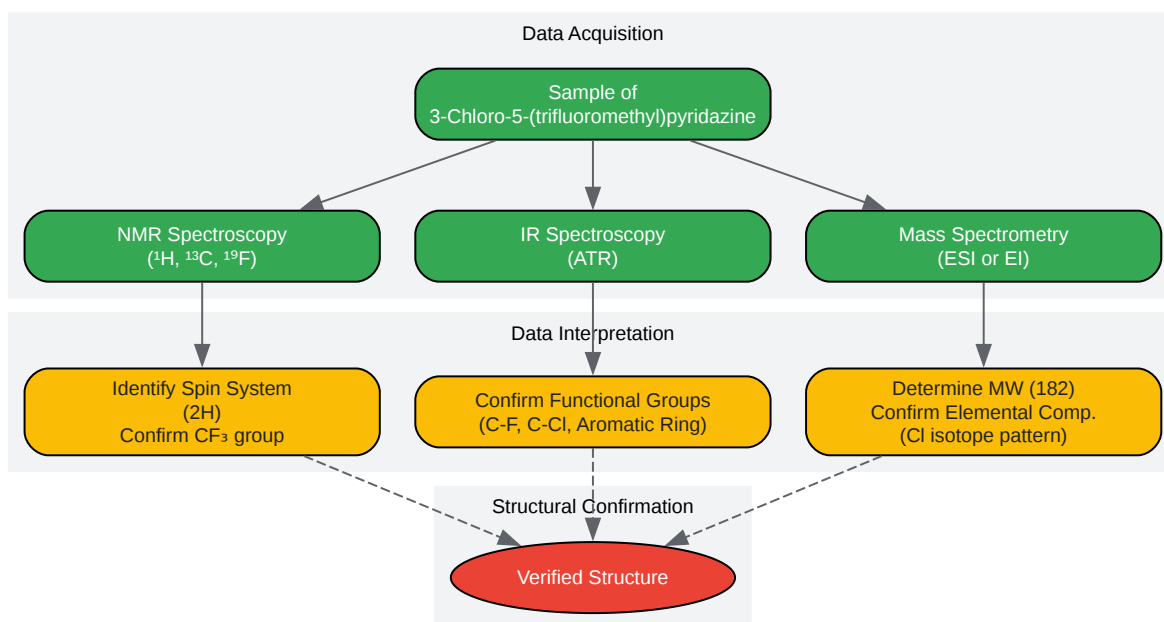 Data Acquisition
Sample of
3-Chloro-5-(trifluoromethyl)pyridazine
NMR Spectroscopy
(¹H, ¹³C, ¹⁹F)
IR Spectroscopy
(ATR)
Mass Spectrometry
(ESI or EI)
Data Interpretation
Identify Spin System
(2H)
Confirm CF₃ group
Confirm Functional Groups
(C-F, C-Cl, Aromatic Ring)
Determine MW (182)
Confirm Elemental Comp.
(Cl isotope pattern)
Structural Confirmation
Verified Structure